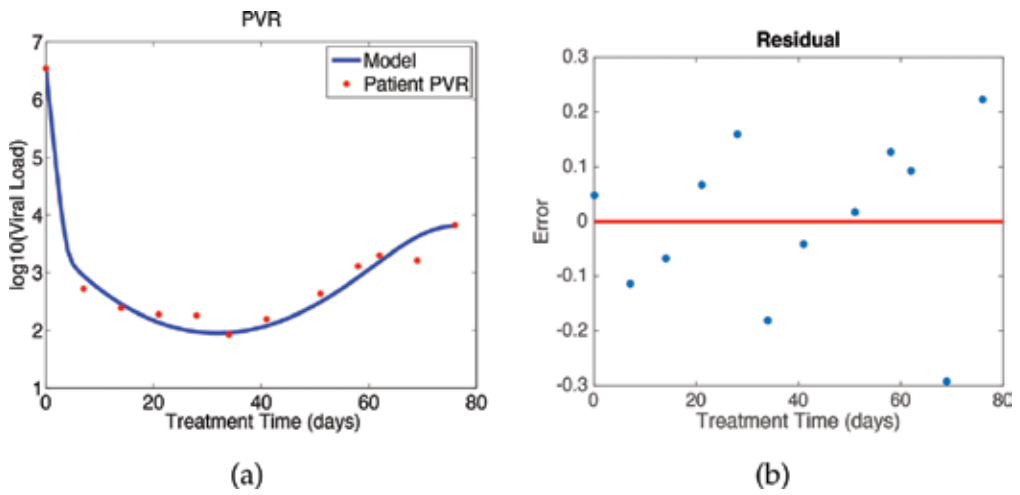 PVR
7
6
5
4
3
2
1
log10(Viral Load)
Model
Patient PVR
0
20
40
60
80
Treatment Time (days)
(a)
Residual
0.3
0.2
0.1
0
-0.1
-0.2
-0.3
Error
0
20
40
60
80
Treatment Time (days)
(b)